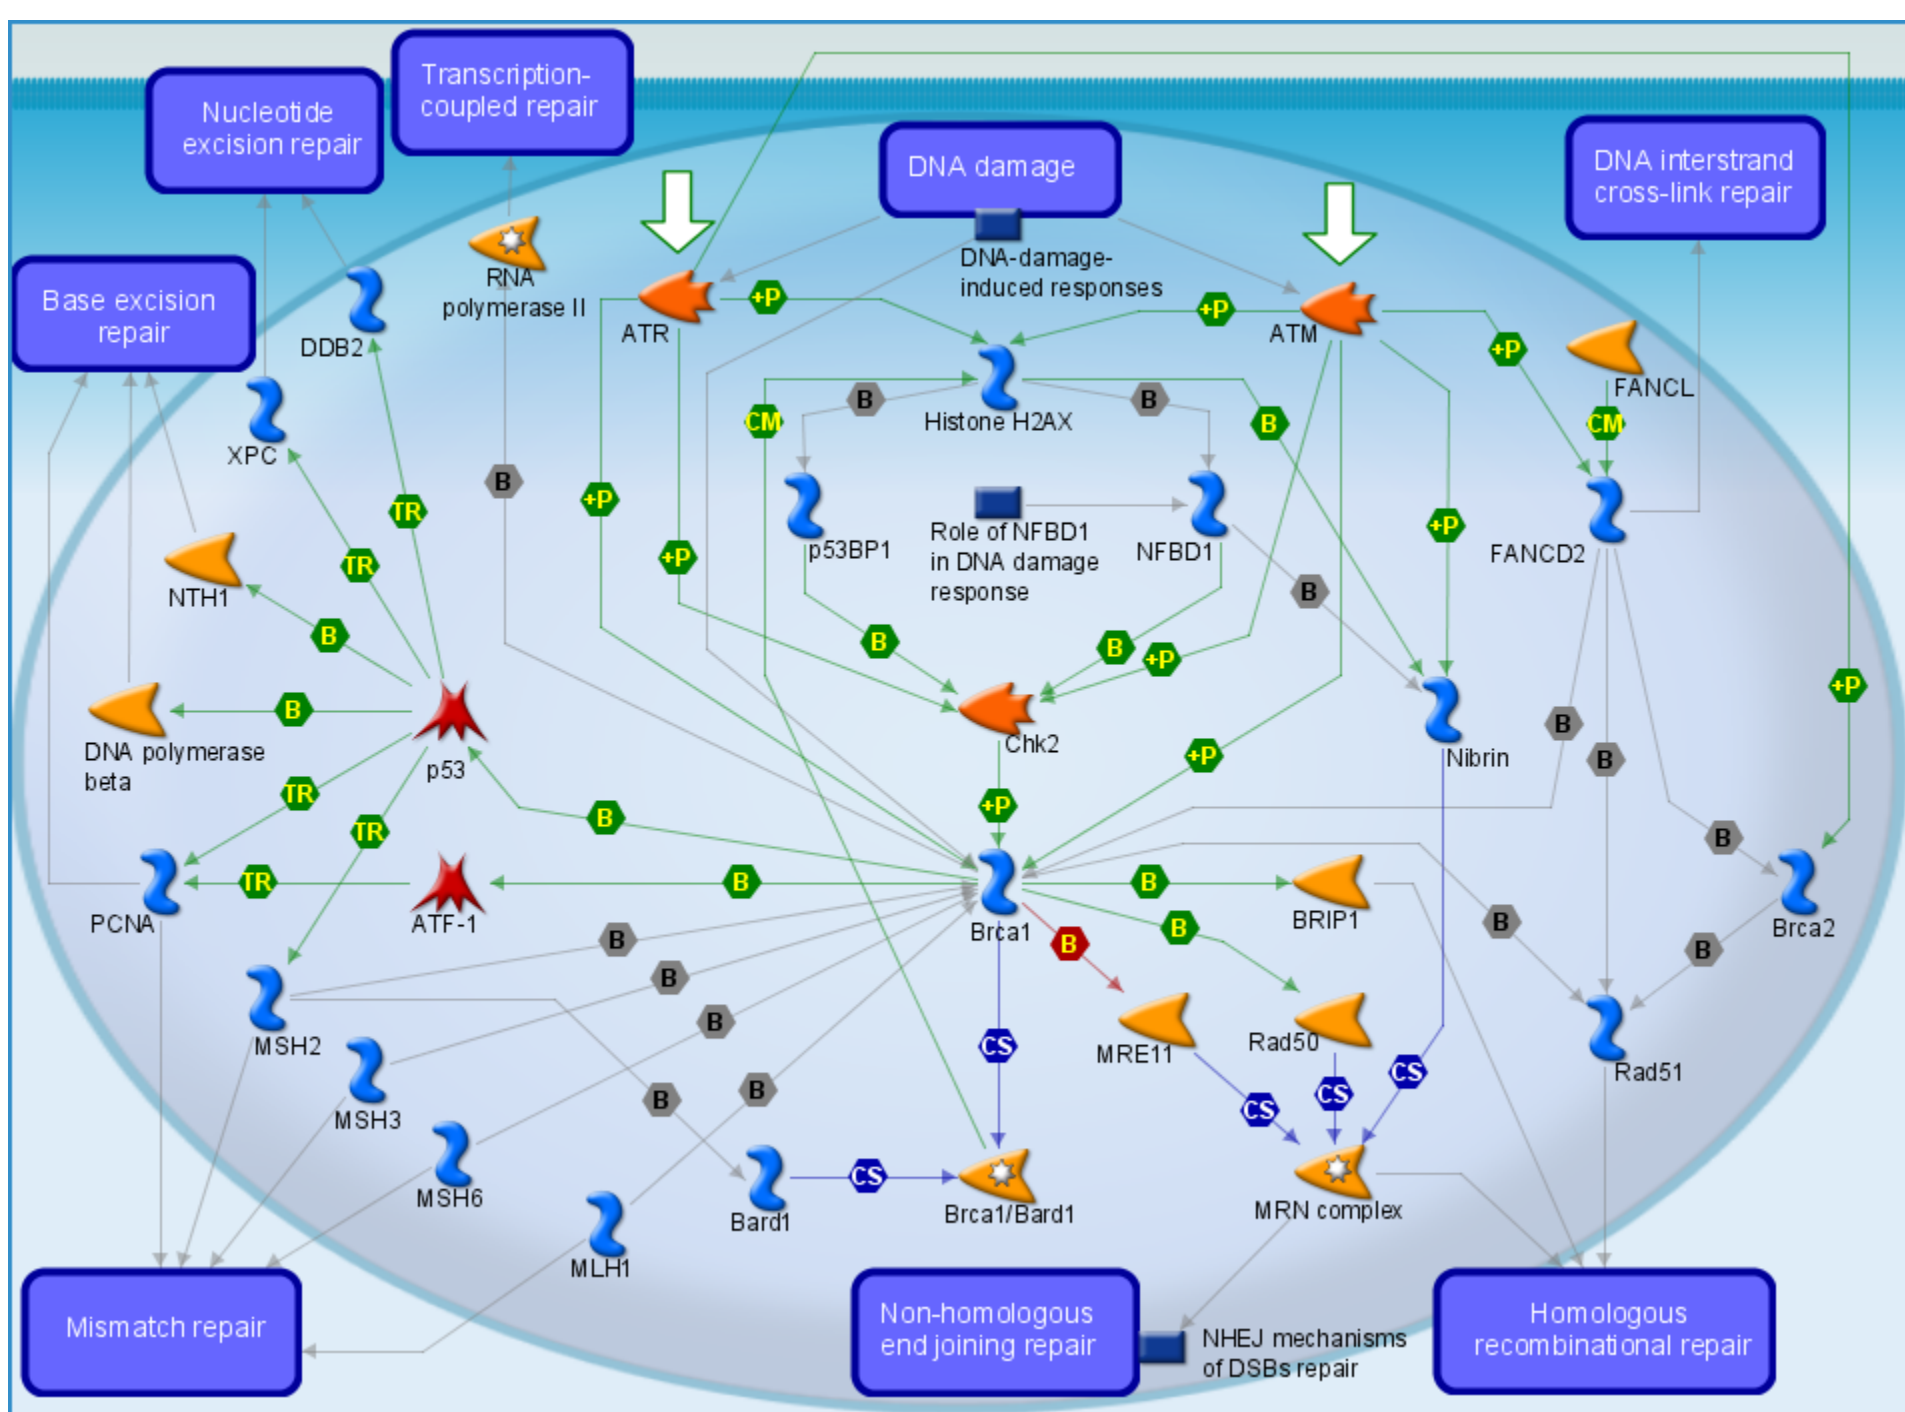 Transcription-
coupled repair
Nucleotide
excision repair
DNA damage
DNA interstrand
cross-link repair
RNA
polymerase II
DNA-damage-
induced responses
Base excision
repair
DDB2
ATR
+P
+P
ATM
+P
FANCL
XPC
CM
B
Histone H2AX
B
B
CM
B
TR
+P
+P
p53BP1
Role of NFBD1
in DNA damage
response
NFBD1
FANCD2
TR
+P
NTH1
B
B
B
B
+P
+P
B
DNA polymerase
beta
p53
Chk2
+P
Nibrin
B
B
TR
TR
B
+P
B
TR
B
B
PCNA
ATF-1
Brca1
BRIP1
B
Brca2
B
B
B
B
B
MSH2
B
B
CS
MRE11
Rad50
CS
Rad51
MSH3
B
B
CS
CS
MSH6
CS
Bard1
Brca1/Bard1
MRN complex
MLH1
Mismatch repair
Non-homologous
end joining repair
NHEJ mechanisms
of DSBs repair
Homologous
recombinational repair